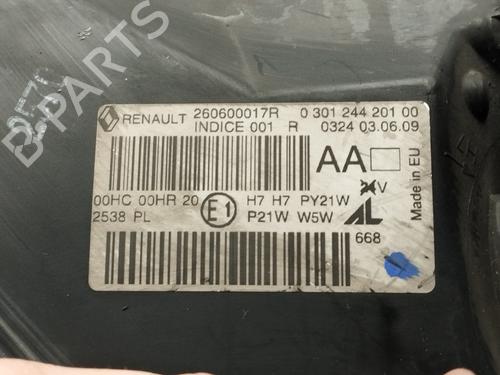 B-PARTS
RENAULT 260600017R 0 301 244 201 00
INDICE 001 R 0324 03.06.09
AA
Made in EU
XV
00HC 00HR 20 E1 H7 H7 PY21W
2538 PL P21W W5W AL
668